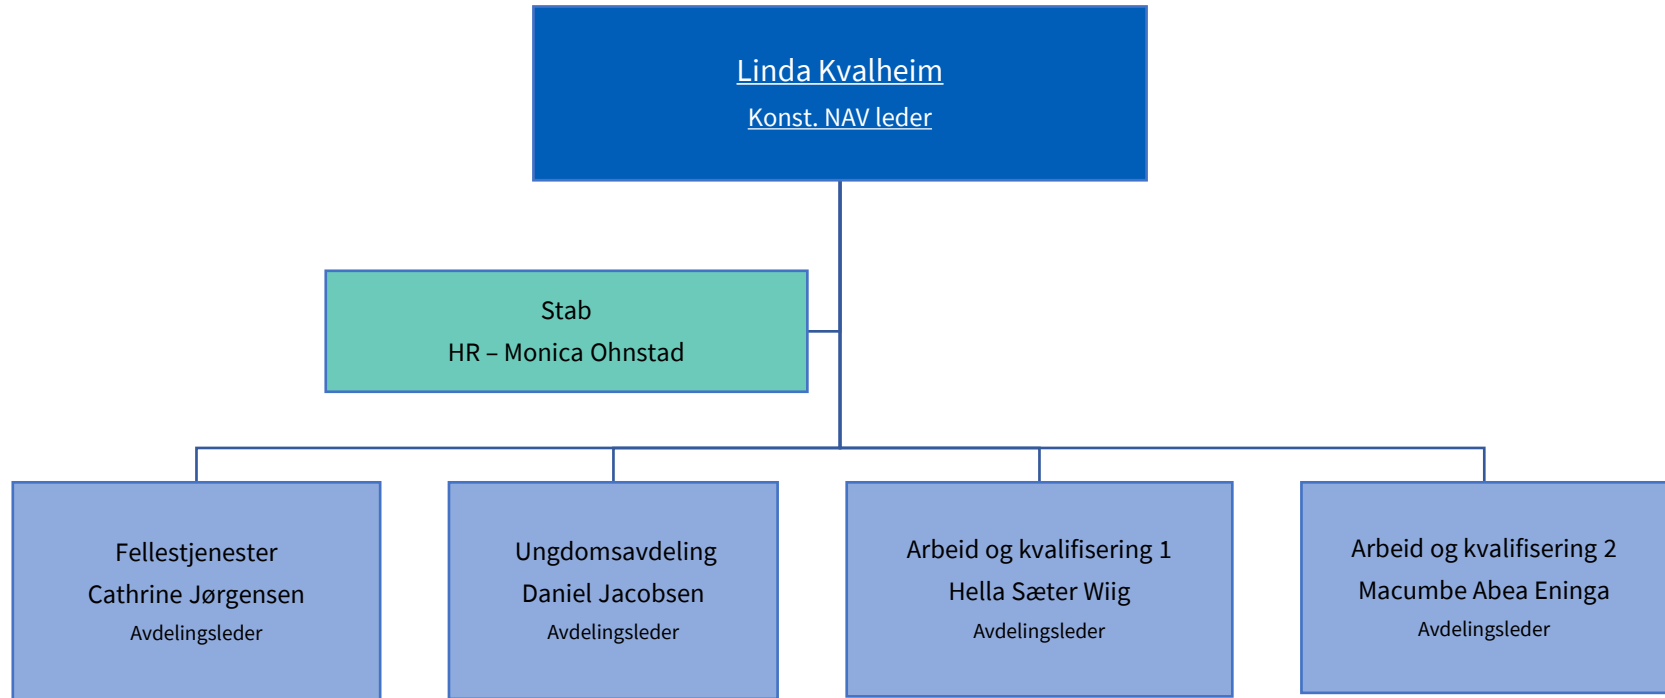 Linda Kvalheim
Konst. NAV leder
Stab
HR – Monica Ohnstad
Fellestjenester
Cathrine Jørgensen
Avdelingsleder
Ungdomsavdeling
Daniel Jacobsen
Avdelingsleder
Arbeid og kvalifisering 1
Hella Sæter Wiig
Avdelingsleder
Arbeid og kvalifisering 2
Macumbe Abea Eninga
Avdelingsleder